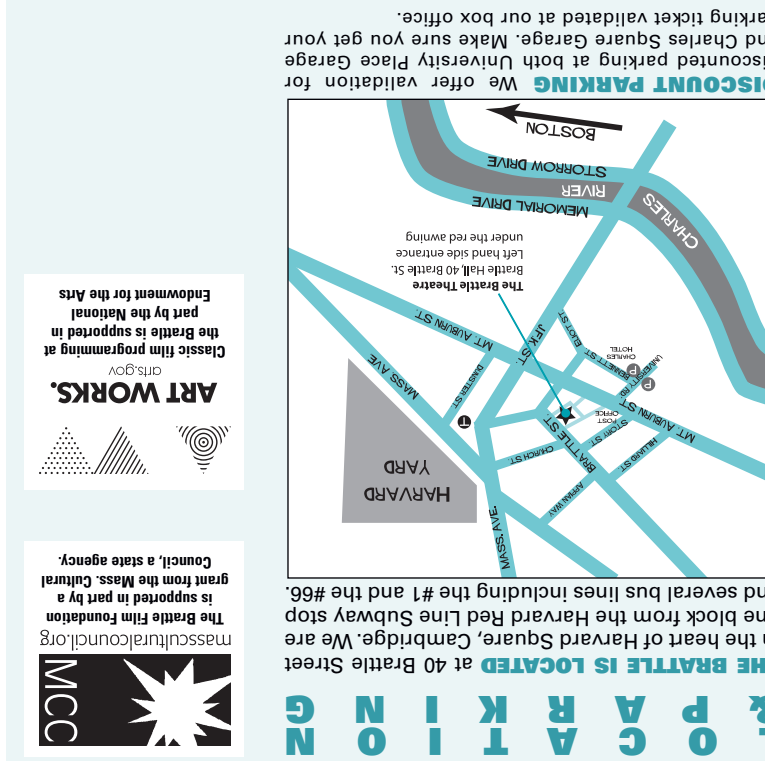 LOCATION
& PARKING
HE BRATTLE IS LOCATED at 40 Brattle Street
n the heart of Harvard Square, Cambridge. We are
ne block from the Harvard Red Line Subway stop
nd several bus lines including the #1 and the #66.
MASS. AVE.
HARVARD
YARD
APPIAN WAY
CHURCH ST.
BRATTLE ST.
HILLIARD ST.
STORY ST.
POST
OFFICE
T
MT. AUBURN ST.
UNIVERSITY RD.
P
P
BENNETT ST.
CHARLES
HOTEL
ELIOT ST.
DUNSTER ST.
MASS AVE.
JFK ST.
MT. AUBURN ST.
The Brattle Theatre
Brattle Hall, 40 Brattle St.
Left hand side entrance
under the red awning
CHARLES
RIVER
MEMORIAL DRIVE
STORROW DRIVE
BOSTON
DISCOUNT PARKING We offer validation for
iscounted parking at both University Place Garage
nd Charles Square Garage. Make sure you get your
arking ticket validated at our box office.
MCC
massculturalcouncil.org
The Brattle Film Foundation
is supported in part by a
grant from the Mass. Cultural
Council, a state agency.
ART WORKS.
arts.gov
Classic film programming at
the Brattle is supported in
part by the National
Endowment for the Arts